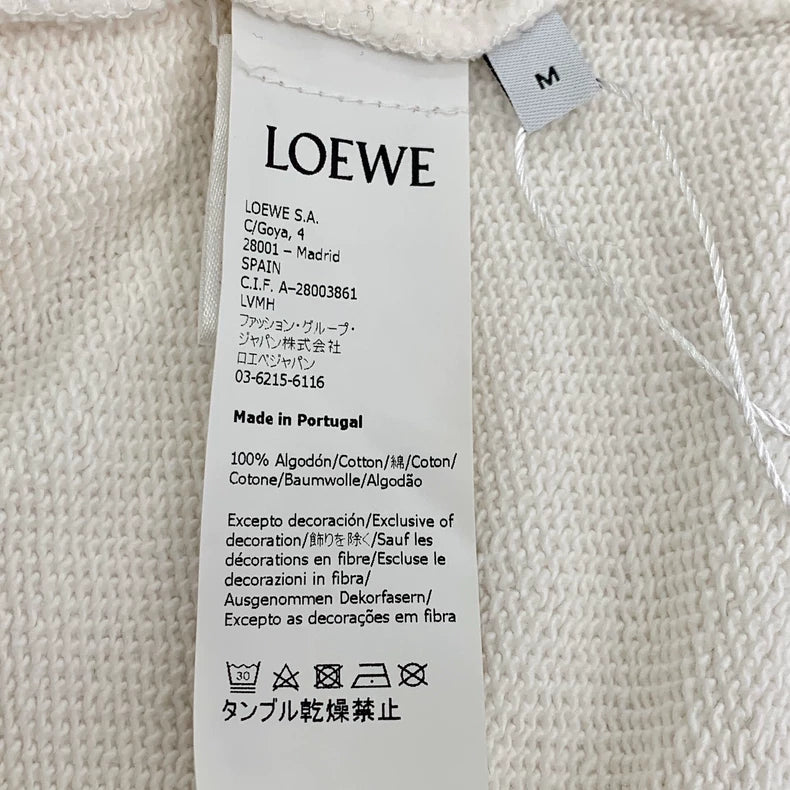 M
LOEWE
LOEWE S.A.
C/Goya, 4
28001 – Madrid
SPAIN
C.I.F. A-28003861
LVMH
ファッション・グループ・
ジャパン株式会社
ロエベジャパン
03-6215-6116
Made in Portugal
100% Algodón/Cotton/綿/Coton/
Cotone/Baumwolle/Algodão
Excepto decoración/Exclusive of
decoration/飾りを除く/Sauf les
décorations en fibre/Escluse le
decorazioni in fibra/
Ausgenommen Dekorfasern/
Excepto as decorações em fibra
30
タンブル乾燥禁止